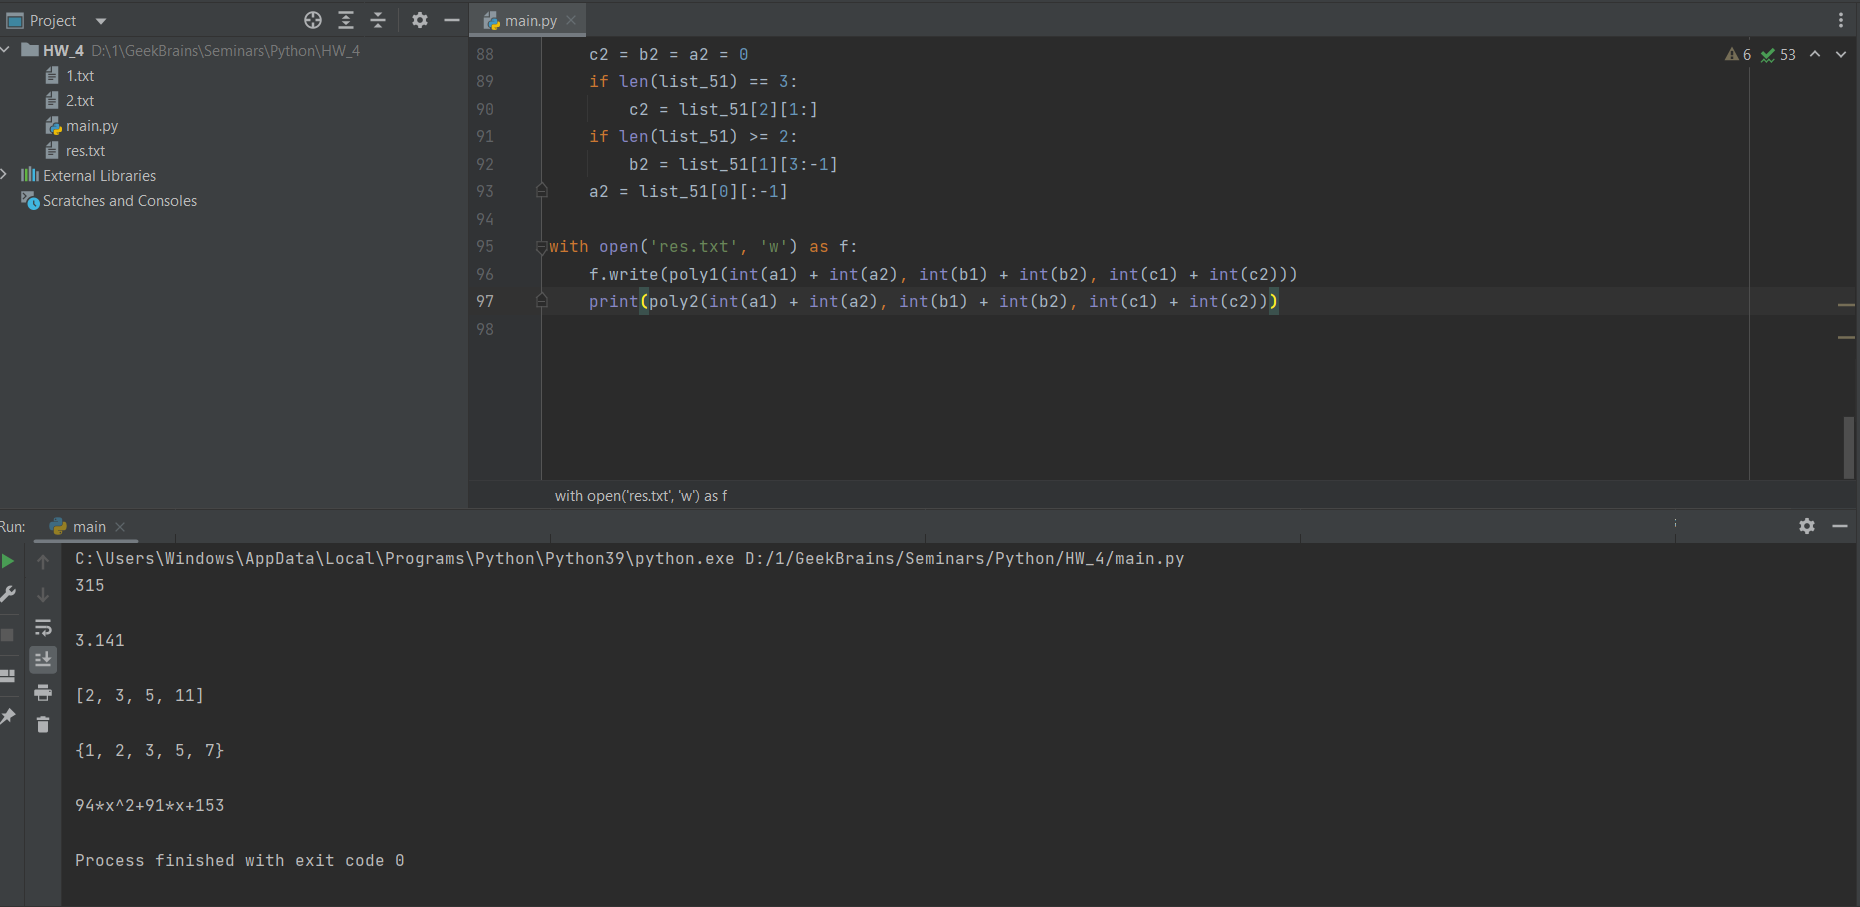 Project
main.py
HW_4 D:\1\GeekBrains\Seminars\Python\HW_4
1.txt
2.txt
main.py
res.txt
External Libraries
Scratches and Consoles
6 53
88 c2 = b2 = a2 = 0
89 if len(list_51) == 3:
90 c2 = list_51[2][1:]
91 if len(list_51) >= 2:
92 b2 = list_51[1][3:-1]
93 a2 = list_51[0][:-1]
94
95 with open('res.txt', 'w') as f:
96 f.write(poly1(int(a1) + int(a2), int(b1) + int(b2), int(c1) + int(c2)))
97 print(poly2(int(a1) + int(a2), int(b1) + int(b2), int(c1) + int(c2)))
98
with open('res.txt', 'w') as f
Run: main
C:\Users\Windows\AppData\Local\Programs\Python\Python39\python.exe D:/1/GeekBrains/Seminars/Python/HW_4/main.py
315
3.141
[2, 3, 5, 11]
{1, 2, 3, 5, 7}
94*x^2+91*x+153
Process finished with exit code 0